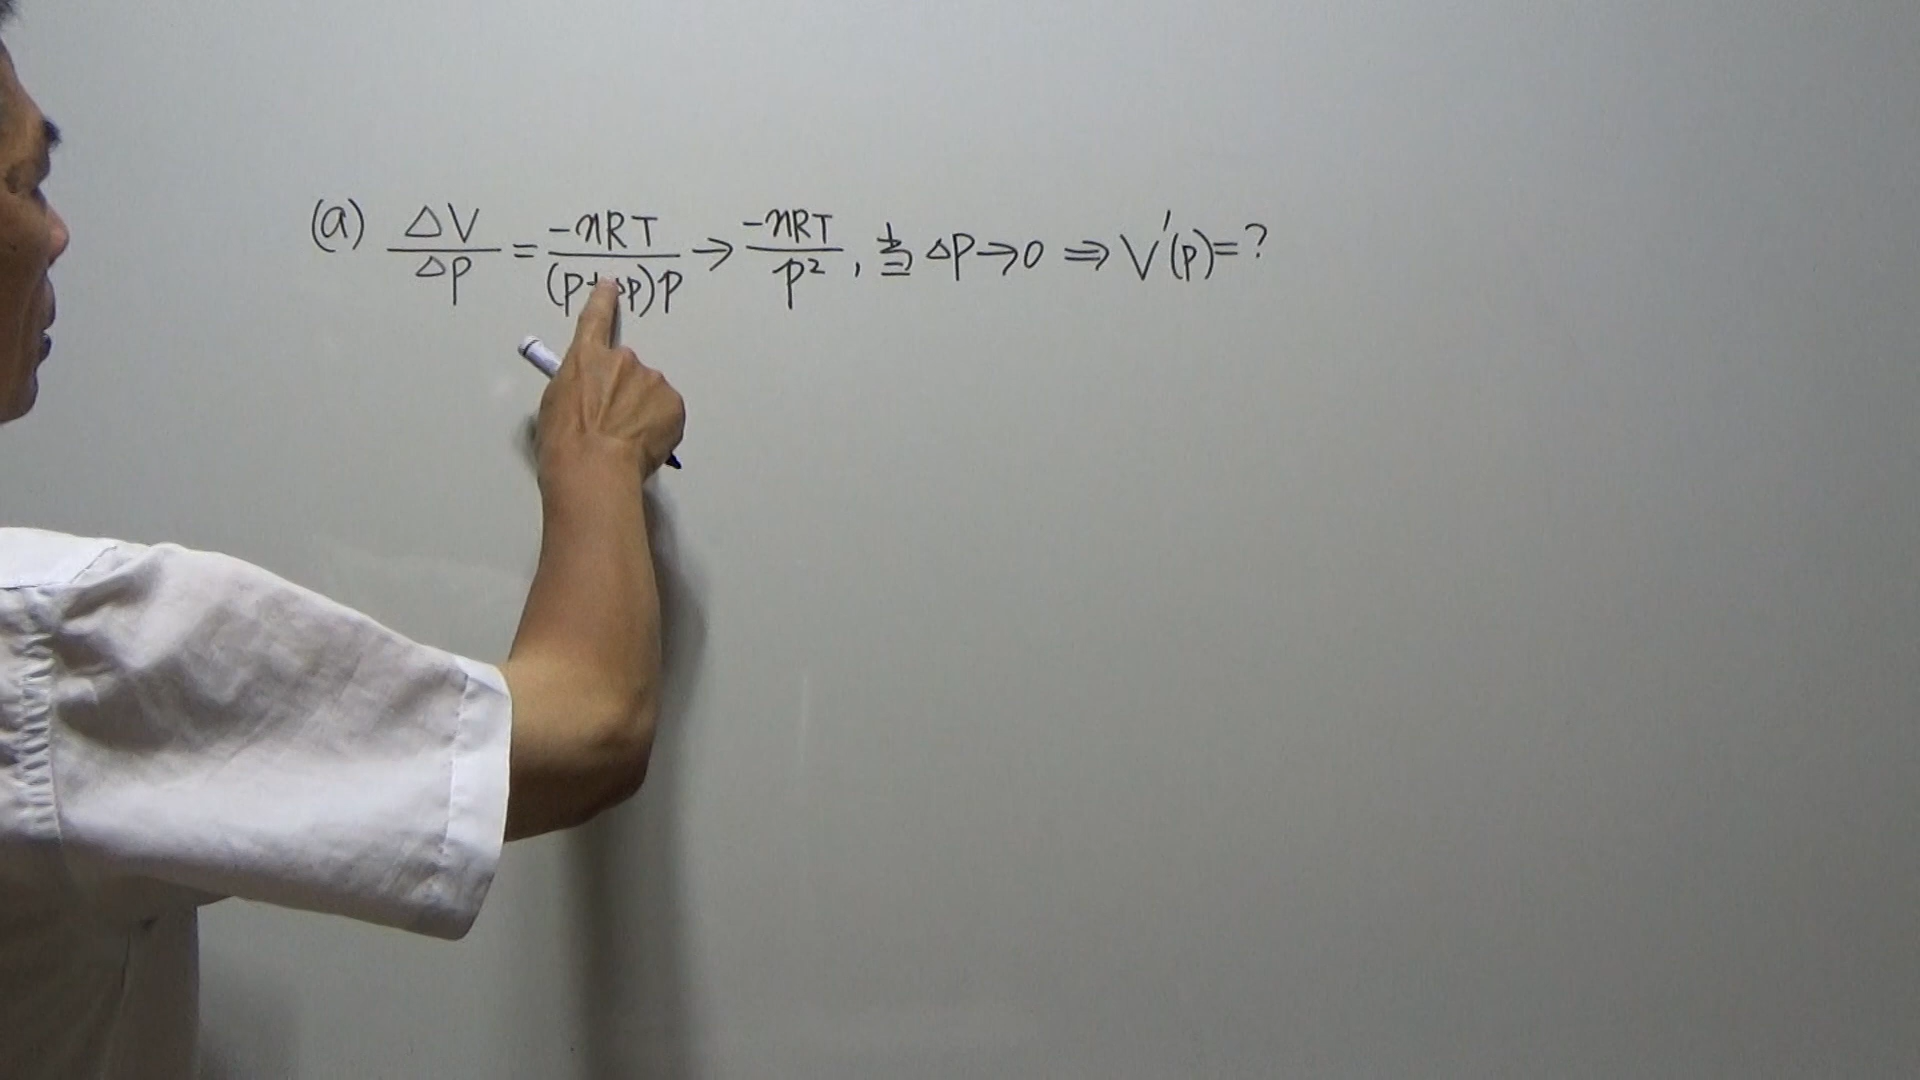 (a) ΔV/Δp = -nRT/(p+Δp)p → -nRT/p², 当 Δp→0 ⇒ V'(p)=?